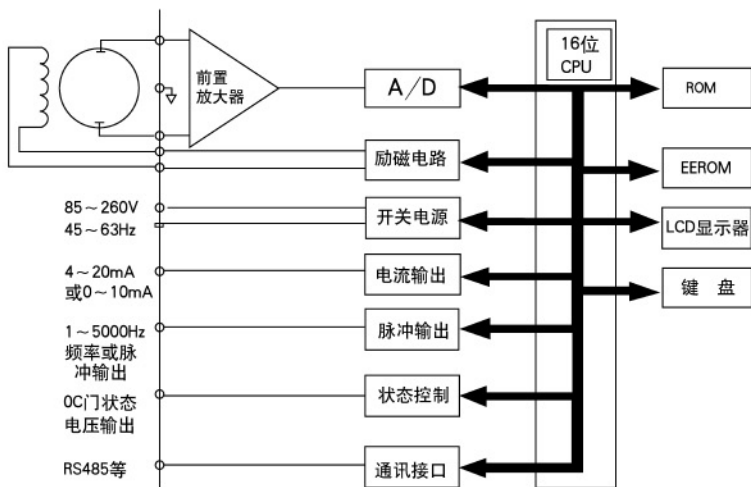 前置
放大器
A/D
16位
CPU
ROM
励磁电路
EEROM
85~260V
45~63Hz
开关电源
LCD显示器
4~20mA
或0~10mA
电流输出
键 盘
1~5000Hz
频率或脉
冲输出
脉冲输出
OC门状态
电压输出
状态控制
RS485等
通讯接口